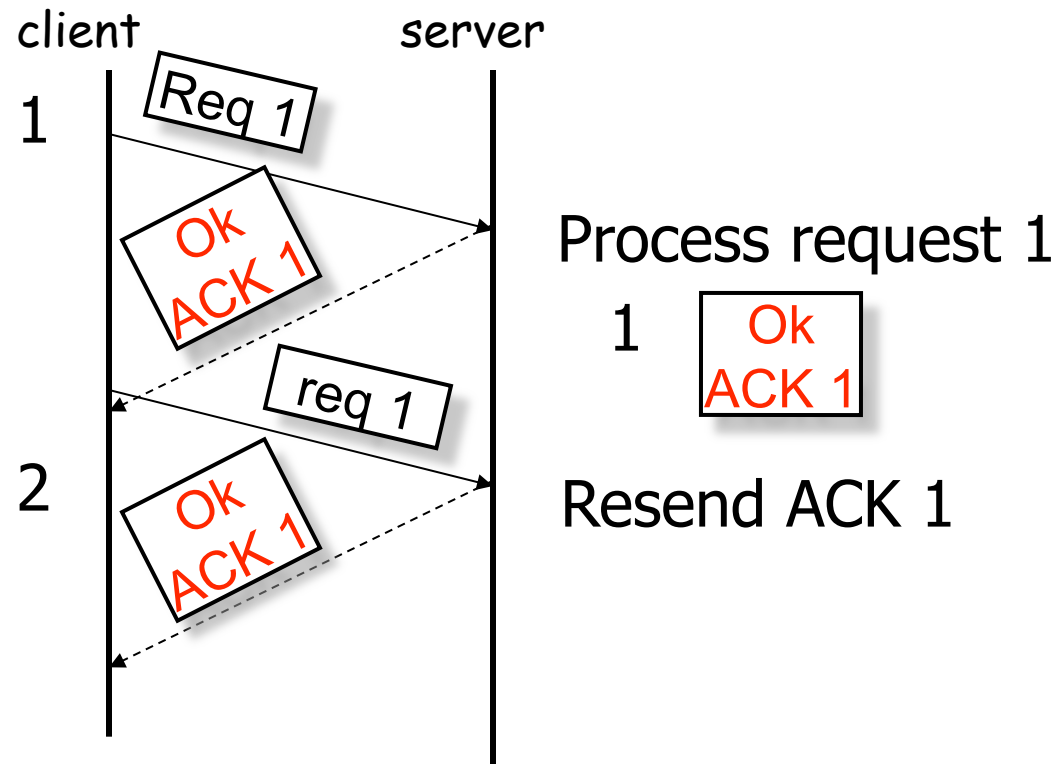 client server
1
Req 1
Ok
ACK 1
Process request 1
1
Ok
ACK 1
req 1
2
Ok
ACK 1
Resend ACK 1